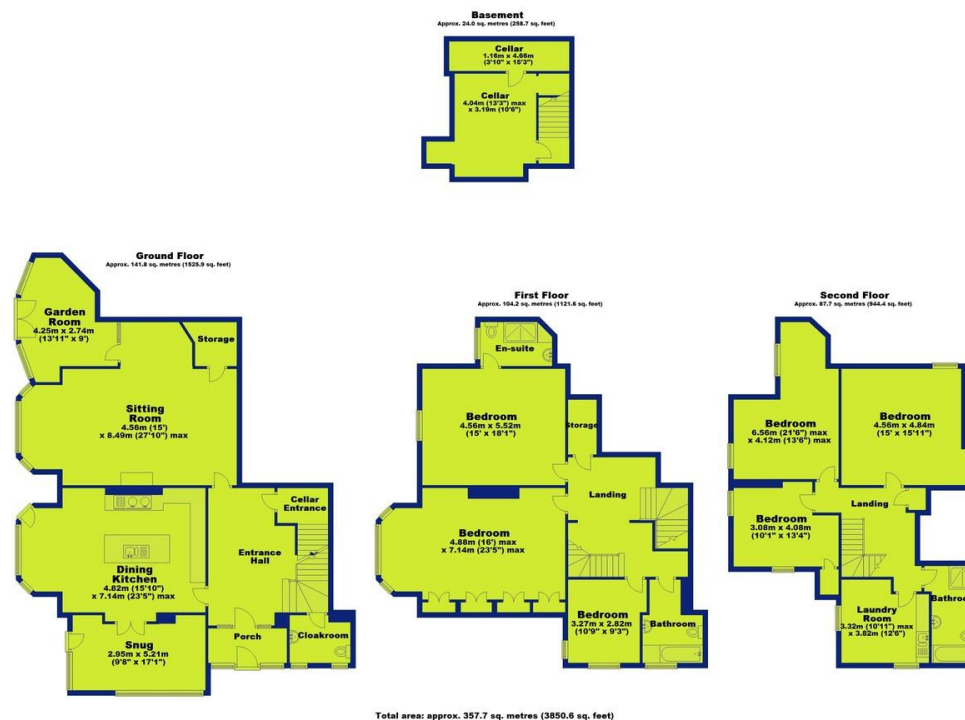 Basement
Approx. 24.0 sq. metres (258.7 sq. feet)
Cellar
1.16m x 4.66m
(3'10" x 15'3")
Cellar
4.04m (13'3") max
x 3.19m (10'6")
Ground Floor
Approx. 141.8 sq. metres (1525.9 sq. feet)
Garden
Room
4.25m x 2.74m
(13'11" x 9')
Storage
Sitting
Room
4.56m (15')
x 8.49m (27'10") max
Cellar
Entrance
Entrance
Hall
Dining
Kitchen
4.82m (15'10")
x 7.14m (23'5") max
Porch
Cloakroom
Snug
2.95m x 5.21m
(9'8" x 17'1")
First Floor
Approx. 104.2 sq. metres (1121.6 sq. feet)
En-suite
Bedroom
4.56m x 5.52m
(15' x 18'1")
Storage
Landing
Bedroom
4.88m (16') max
x 7.14m (23'5") max
Bedroom
3.27m x 2.82m
(10'9" x 9'3")
Bathroom
Second Floor
Approx. 87.7 sq. metres (944.4 sq. feet)
Bedroom
6.56m (21'6") max
x 4.12m (13'6") max
Bedroom
4.56m x 4.84m
(15' x 15'11")
Landing
Bedroom
3.08m x 4.08m
(10'1" x 13'4")
Laundry
Room
3.32m (10'11") max
x 3.82m (12'6")
Bathroo
Total area: approx. 357.7 sq. metres (3850.6 sq. feet)